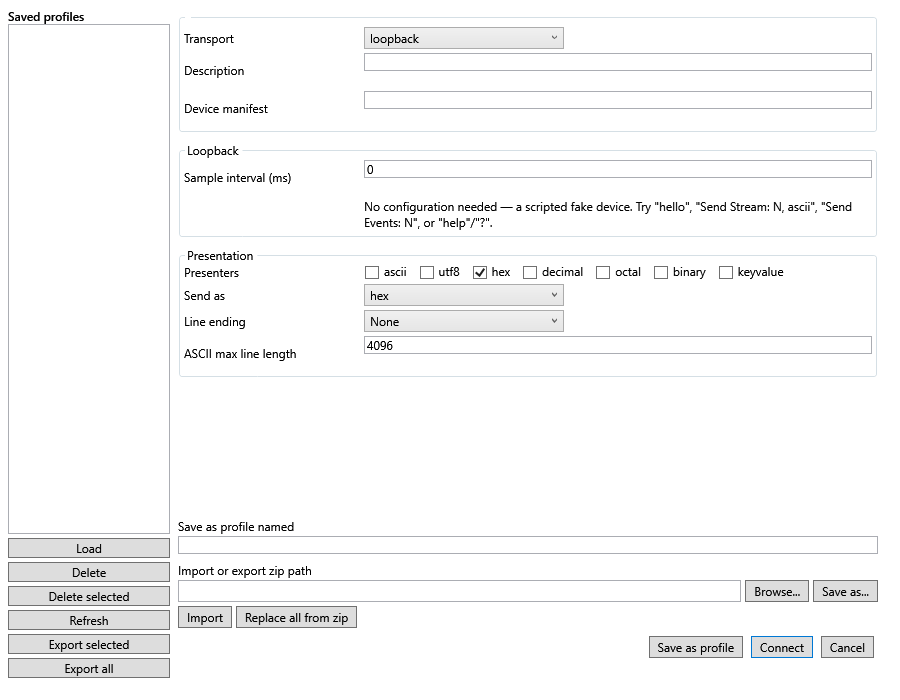 Saved profiles
Transport
loopback
Description
Device manifest
Loopback
Sample interval (ms)
0
No configuration needed — a scripted fake device. Try "hello", "Send Stream: N, ascii", "Send
Events: N", or "help"/"?".
Presentation
Presenters
ascii utf8 hex decimal octal binary keyvalue
Send as
hex
Line ending
None
ASCII max line length
4096
Save as profile named
Import or export zip path
Browse... Save as...
Import Replace all from zip
Save as profile Connect Cancel
Load
Delete
Delete selected
Refresh
Export selected
Export all